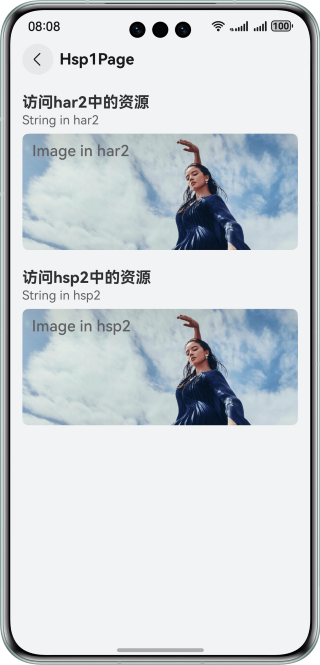 08:08
100
Hsp1Page
访问har2中的资源
String in har2
Image in har2
访问hsp2中的资源
String in hsp2
Image in hsp2